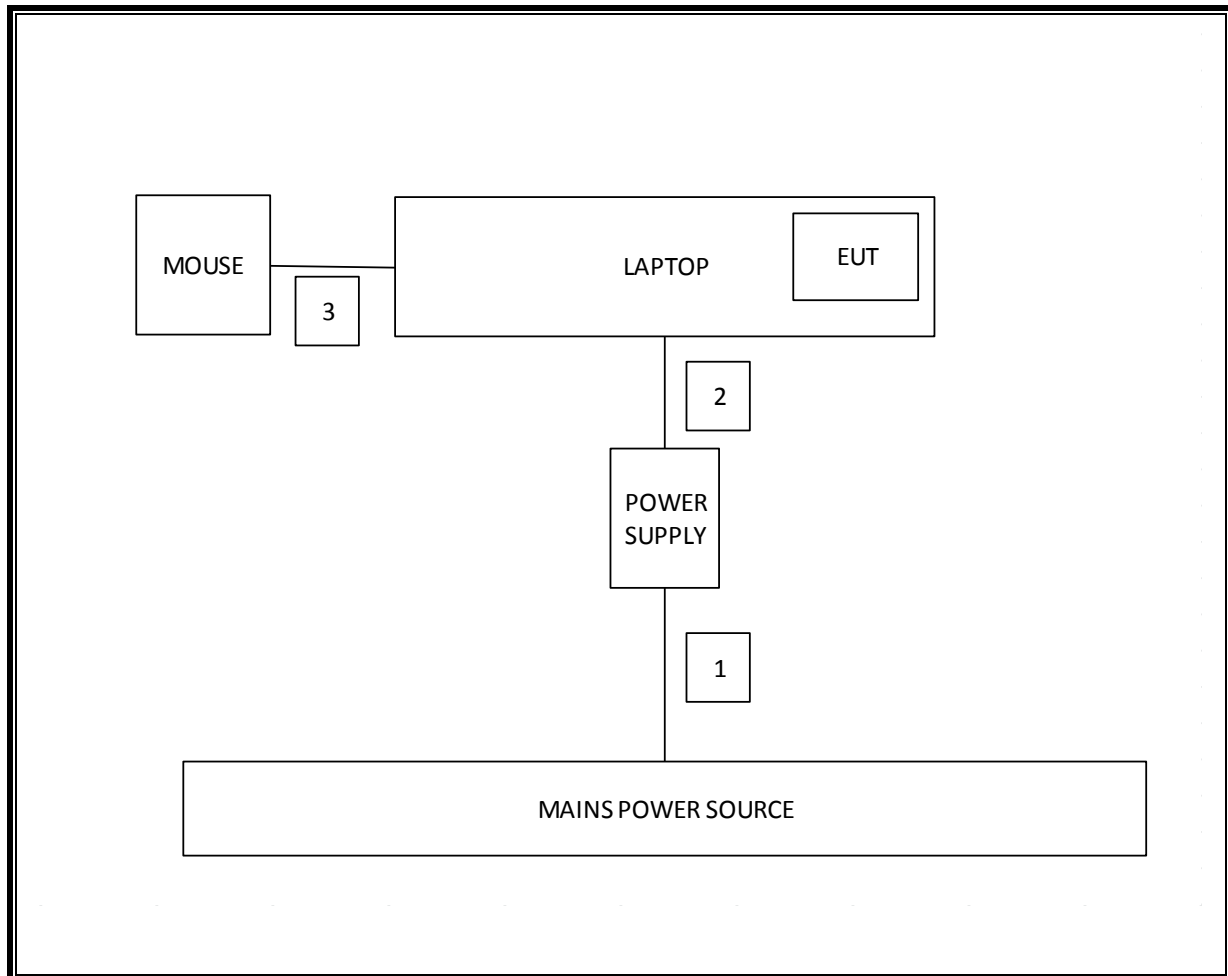 MOUSE
LAPTOP
EUT
3
2
POWER
SUPPLY
1
MAINS POWER SOURCE